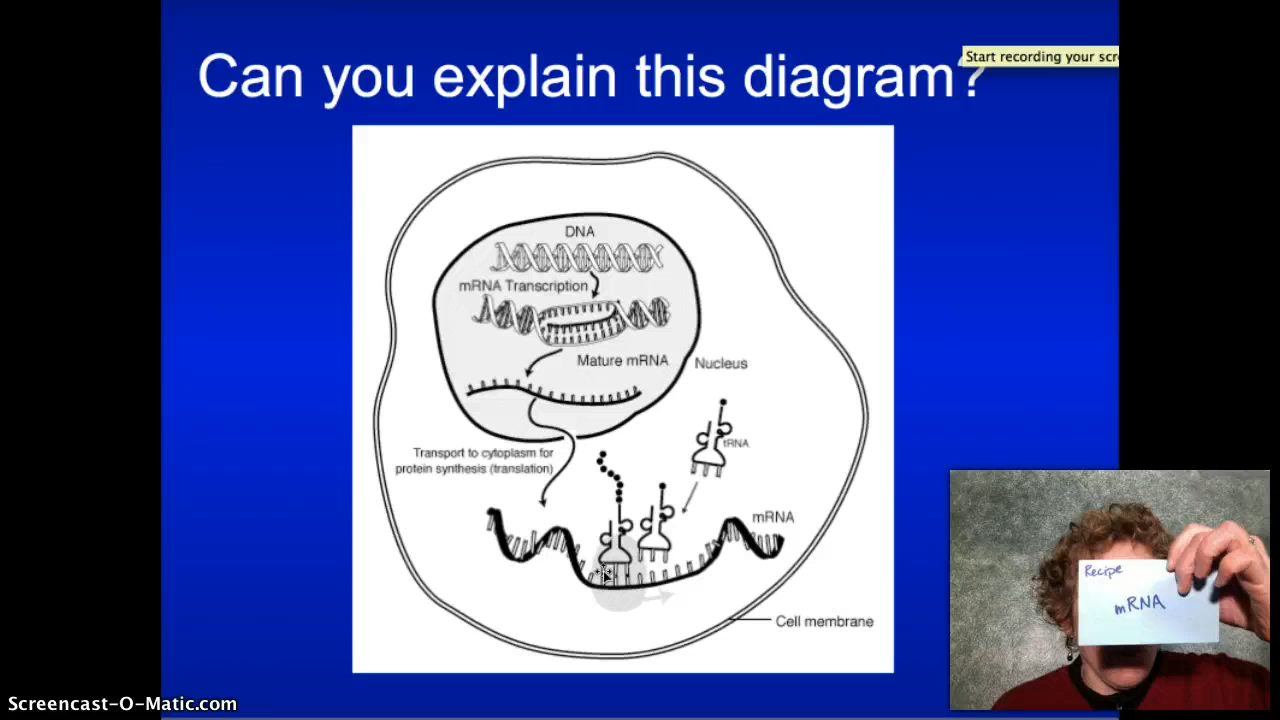 Can you explain this diagram?
Start recording your scr
DNA
mRNA Transcription
Mature mRNA
Nucleus
Transport to cytoplasm for
protein synthesis (translation)
tRNA
mRNA
Cell membrane
Recipe
mRNA
Screencast-O-Matic.com